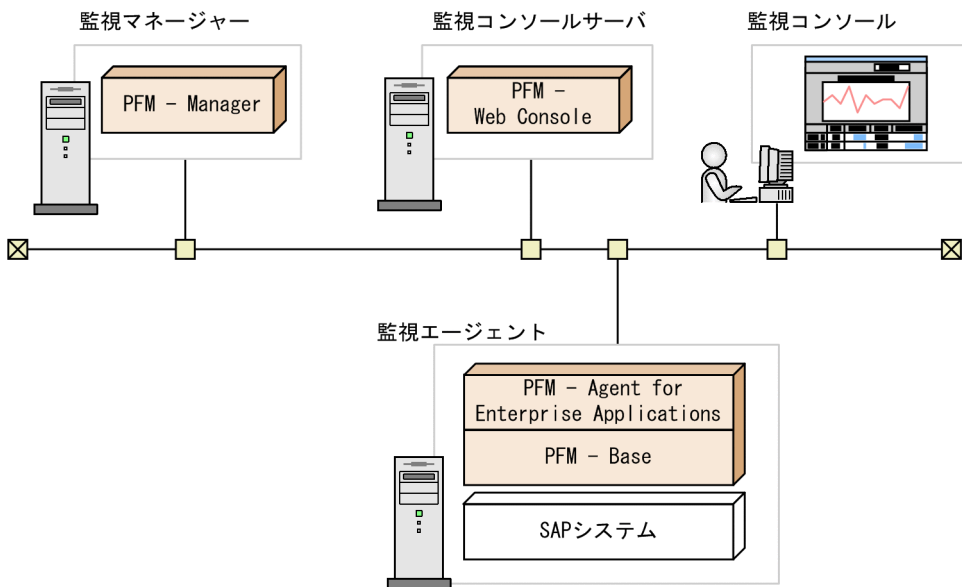 監視マネージャー
監視コンソールサーバ
監視コンソール
PFM - Manager
PFM -
Web Console
監視エージェント
PFM - Agent for
Enterprise Applications
PFM - Base
SAPシステム